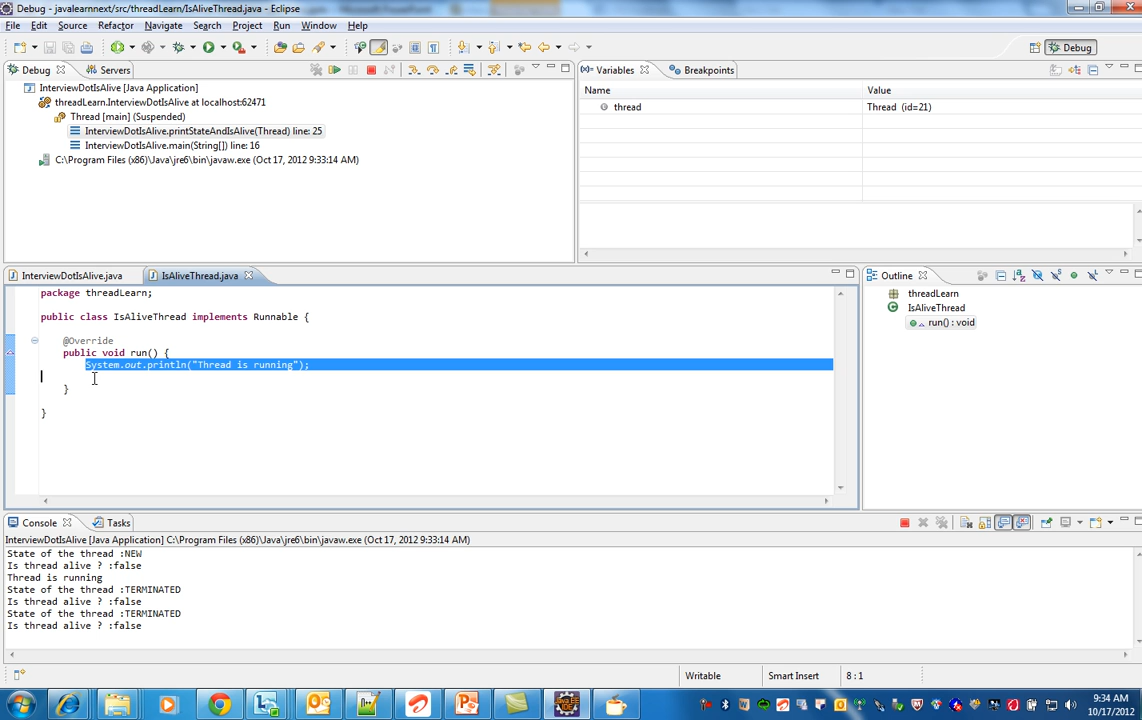 Debug - javalearnnext/src/threadLearn/IsAliveThread.java - Eclipse
File Edit Source Refactor Navigate Search Project Run Window Help
Debug
Debug Servers
InterviewDotIsAlive [Java Application]
threadLearn.InterviewDotIsAlive at localhost:62471
Thread [main] (Suspended)
InterviewDotIsAlive.printStateAndIsAlive(Thread) line: 25
InterviewDotIsAlive.main(String[]) line: 16
C:\Program Files (x86)\Java\jre6\bin\javaw.exe (Oct 17, 2012 9:33:14 AM)
(x)= Variables Breakpoints
Name Value
thread Thread (id=21)
InterviewDotIsAlive.java IsAliveThread.java
package threadLearn;
public class IsAliveThread implements Runnable {
@Override
public void run() {
System.out.println("Thread is running");
}
}
Outline
threadLearn
IsAliveThread
run() : void
Console Tasks
InterviewDotIsAlive [Java Application] C:\Program Files (x86)\Java\jre6\bin\javaw.exe (Oct 17, 2012 9:33:14 AM)
State of the thread :NEW
Is thread alive ? :false
Thread is running
State of the thread :TERMINATED
Is thread alive ? :false
State of the thread :TERMINATED
Is thread alive ? :false
Writable Smart Insert 8 : 1
9:34 AM
10/17/2012